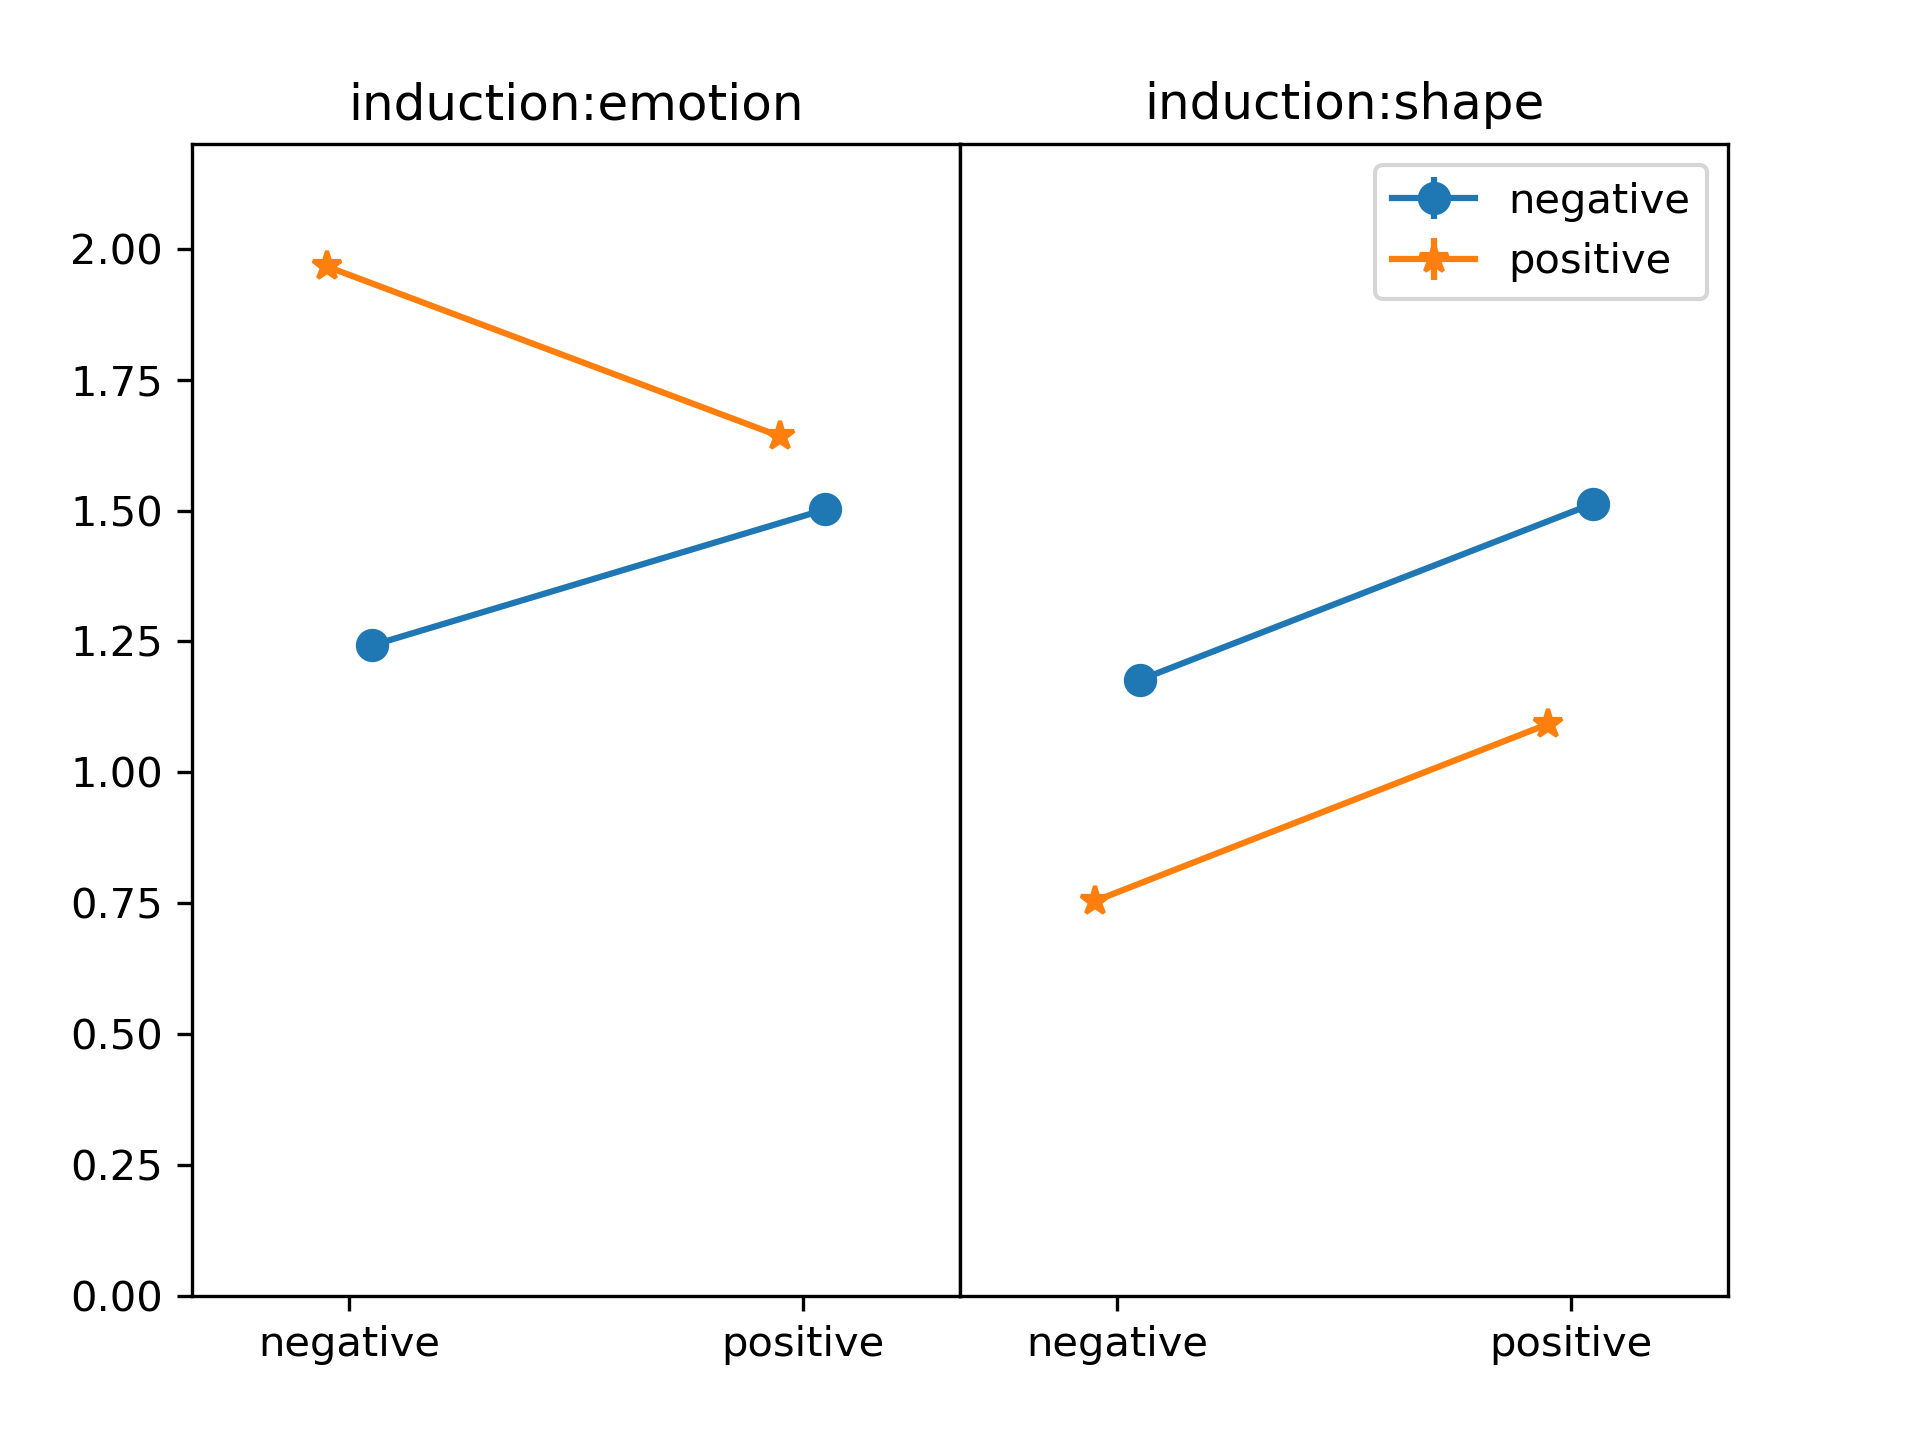 induction:emotion
induction:shape
negative
positive
2.00
1.75
1.50
1.25
1.00
0.75
0.50
0.25
0.00
negative
positive
negative
positive